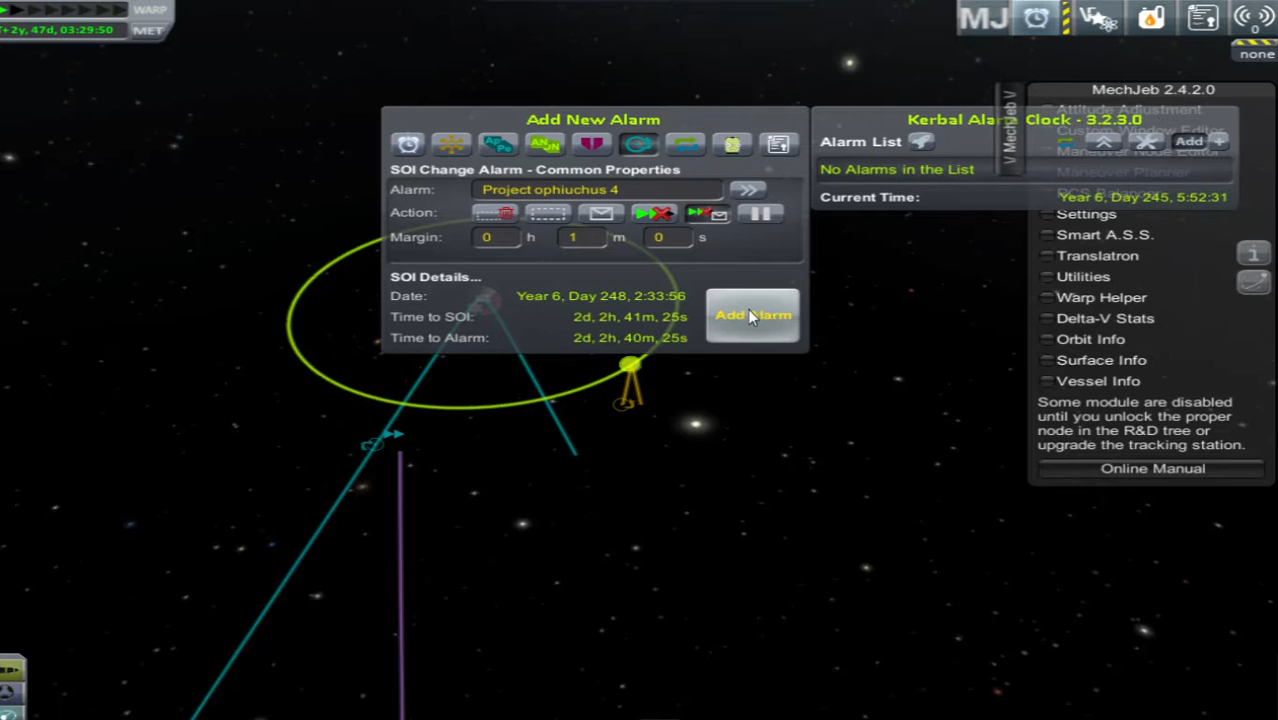 WARP
T+ 2y, 47d, 03:29:50 MET
MJ
0
none
Add New Alarm
SOI Change Alarm - Common Properties
Alarm: Project ophiuchus 4
Action:
Margin: 0 h 1 m 0 s
SOI Details...
Date: Year 6, Day 248, 2:33:56
Time to SOI: 2d, 2h, 41m, 25s
Time to Alarm: 2d, 2h, 40m, 25s
Add Alarm
Kerbal Alarm Clock - 3.2.3.0
Alarm List
Add +
No Alarms in the List
Current Time: Year 6, Day 245, 5:52:31
V MechJeb V
MechJeb 2.4.2.0
Attitude Adjustment
Custom Window Editor
Maneuver Node Editor
Maneuver Planner
RCS Balancer
Settings
Smart A.S.S.
Translatron
Utilities
Warp Helper
Delta-V Stats
Orbit Info
Surface Info
Vessel Info
Some module are disabled
until you unlock the proper
node in the R&D tree or
upgrade the tracking station.
Online Manual